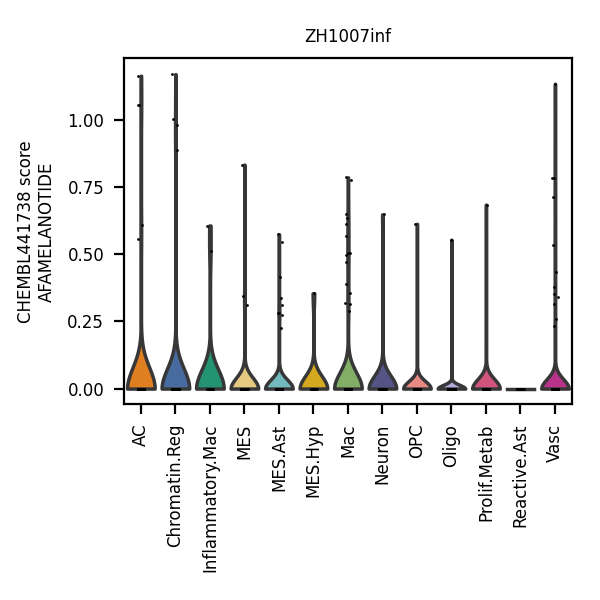 ZH1007inf
CHEMBL441738 score
AFAMELANOTIDE
1.00
0.75
0.50
0.25
0.00
AC
Chromatin.Reg
Inflammatory.Mac
MES
MES.Ast
MES.Hyp
Mac
Neuron
OPC
Oligo
Prolif.Metab
Reactive.Ast
Vasc